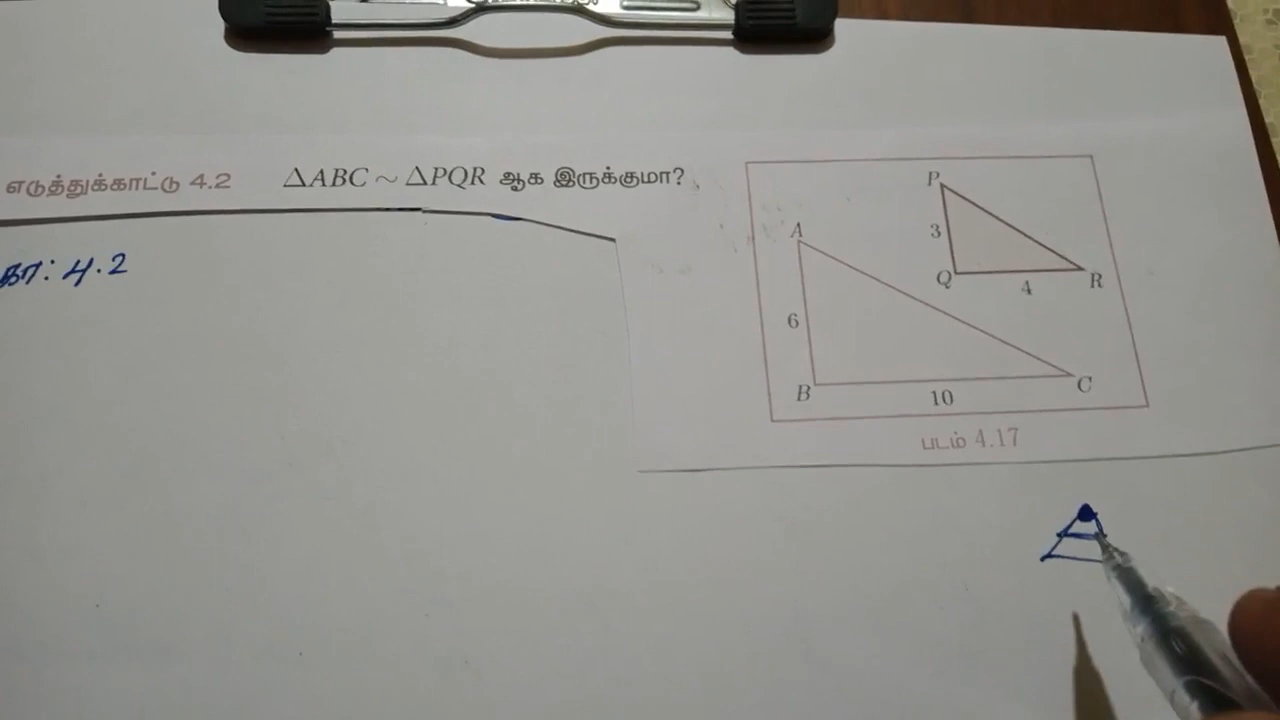 எடுத்துக்காட்டு 4.2 ΔABC ~ ΔPQR ஆக இருக்குமா?
கா: 4.2
P
3
Q
4
R
A
6
B
10
C
படம் 4.17